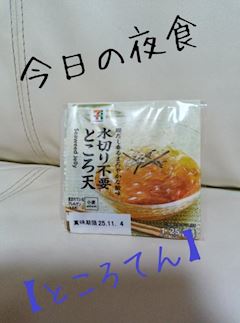 今日の夜食
水切り不要
ところ天
Seaweed Jelly
賞味期限 25.11. 4
【ところてん】